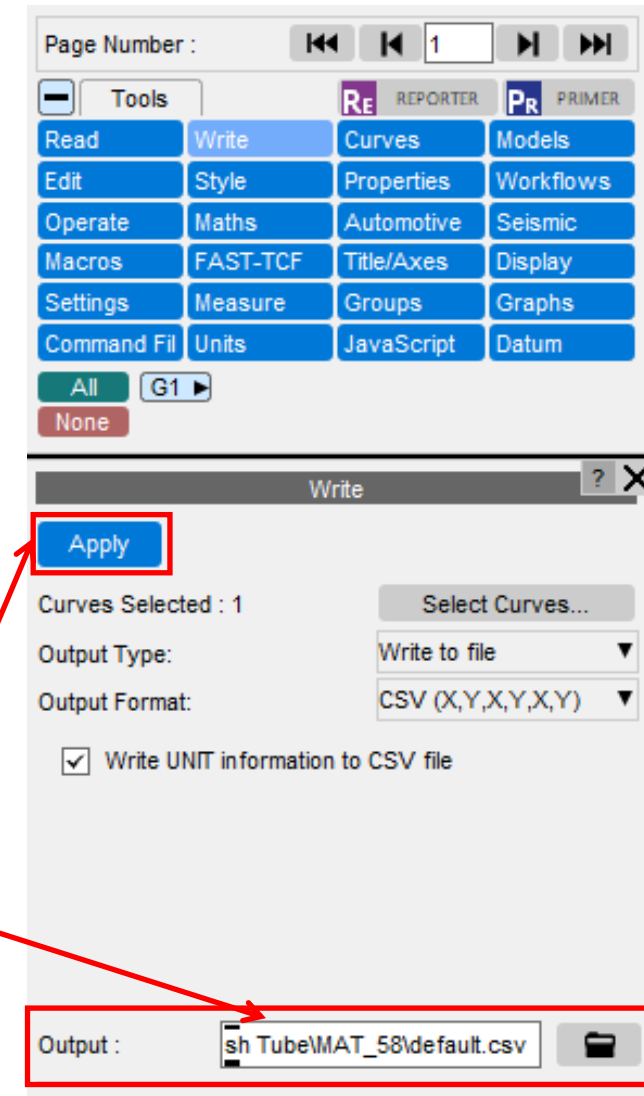 Page Number : 1
Tools RE REPORTER PR PRIMER
Read Write Curves Models
Edit Style Properties Workflows
Operate Maths Automotive Seismic
Macros FAST-TCF Title/Axes Display
Settings Measure Groups Graphs
Command Fil Units JavaScript Datum
All G1
None
Write ? X
Apply
Curves Selected : 1 Select Curves...
Output Type: Write to file
Output Format: CSV (X,Y,X,Y,X,Y)
Write UNIT information to CSV file
Output : sh Tube\MAT_58\default.csv